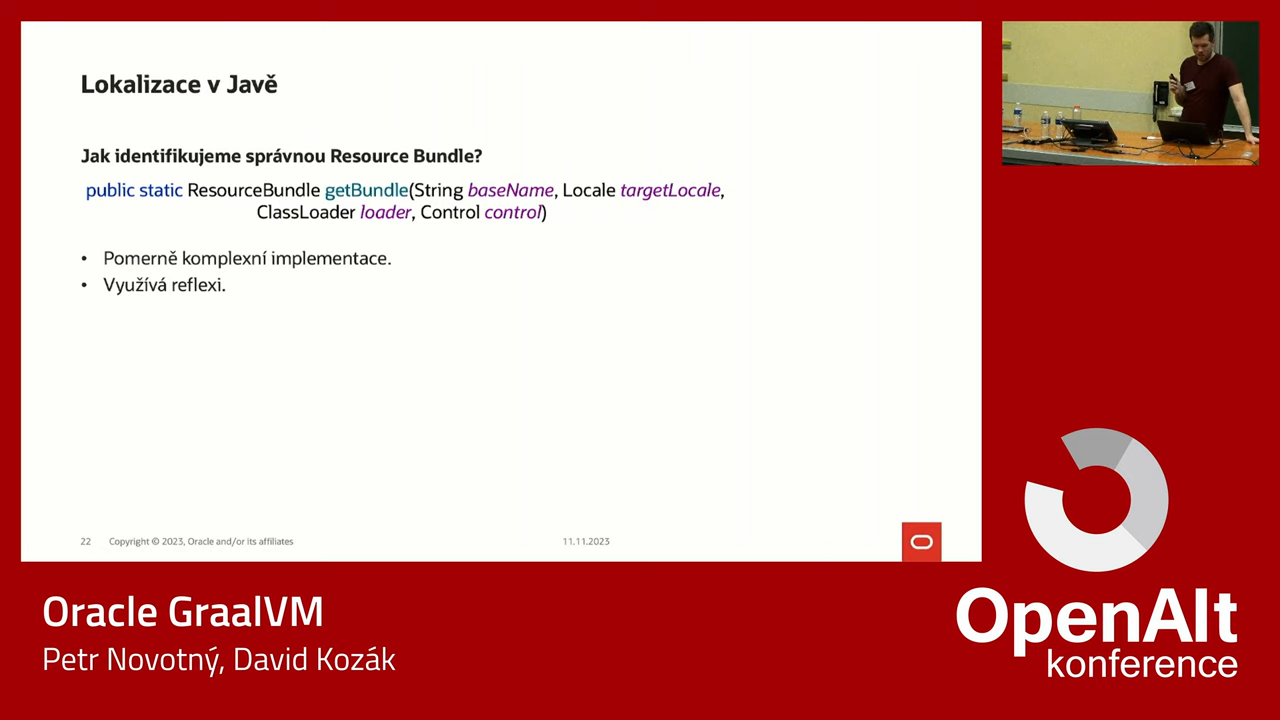 Lokalizace v Javě
Jak identifikujeme správnou Resource Bundle?
public static ResourceBundle getBundle(String baseName, Locale targetLocale,
ClassLoader loader, Control control)
• Pomerně komplexní implementace.
• Využívá reflexi.
22 Copyright © 2023, Oracle and/or its affiliates 11.11.2023
Oracle GraalVM
Petr Novotný, David Kozák
OpenAlt
konference